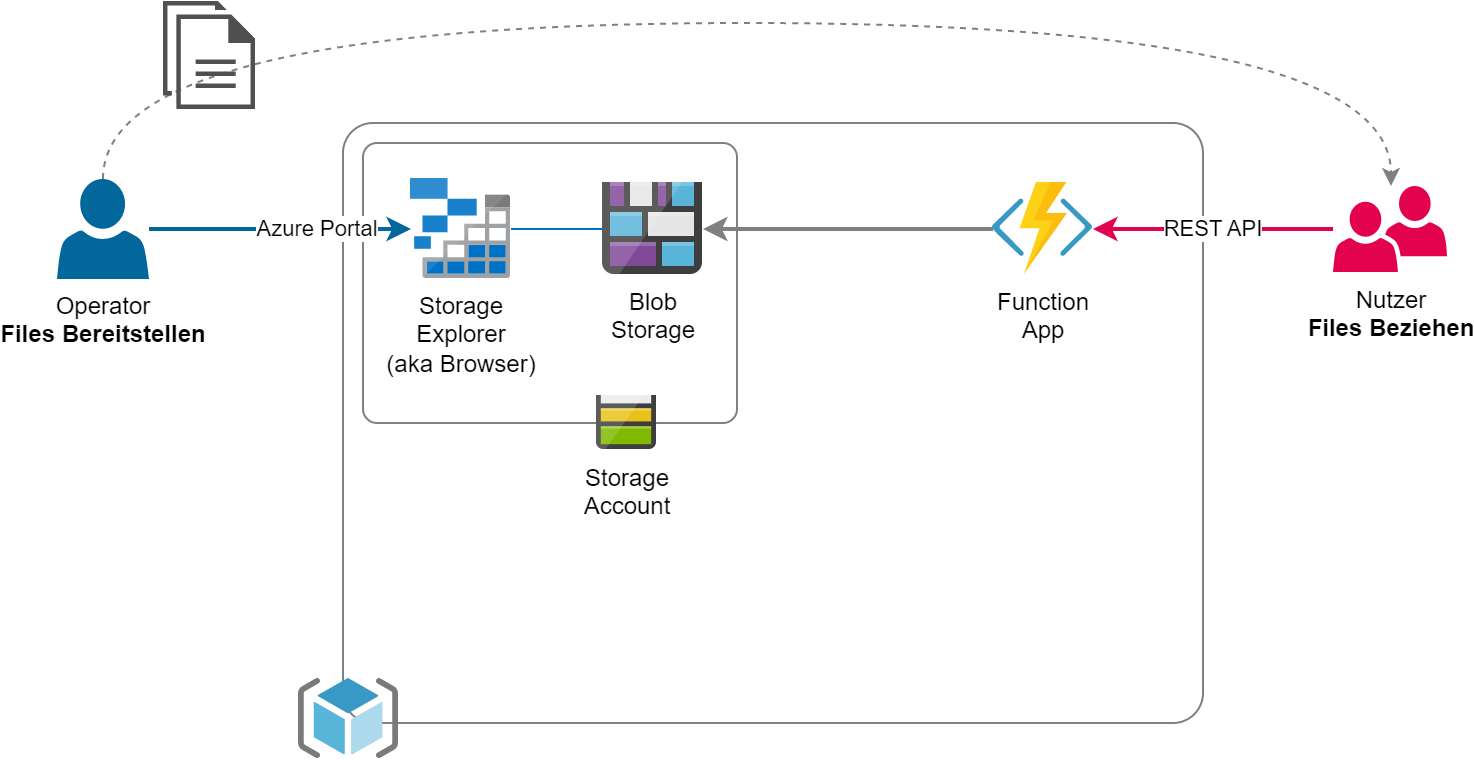 Azure Portal
REST API
Operator
Files Bereitstellen
Storage
Explorer
(aka Browser)
Blob
Storage
Function
App
Nutzer
Files Beziehen
Storage
Account